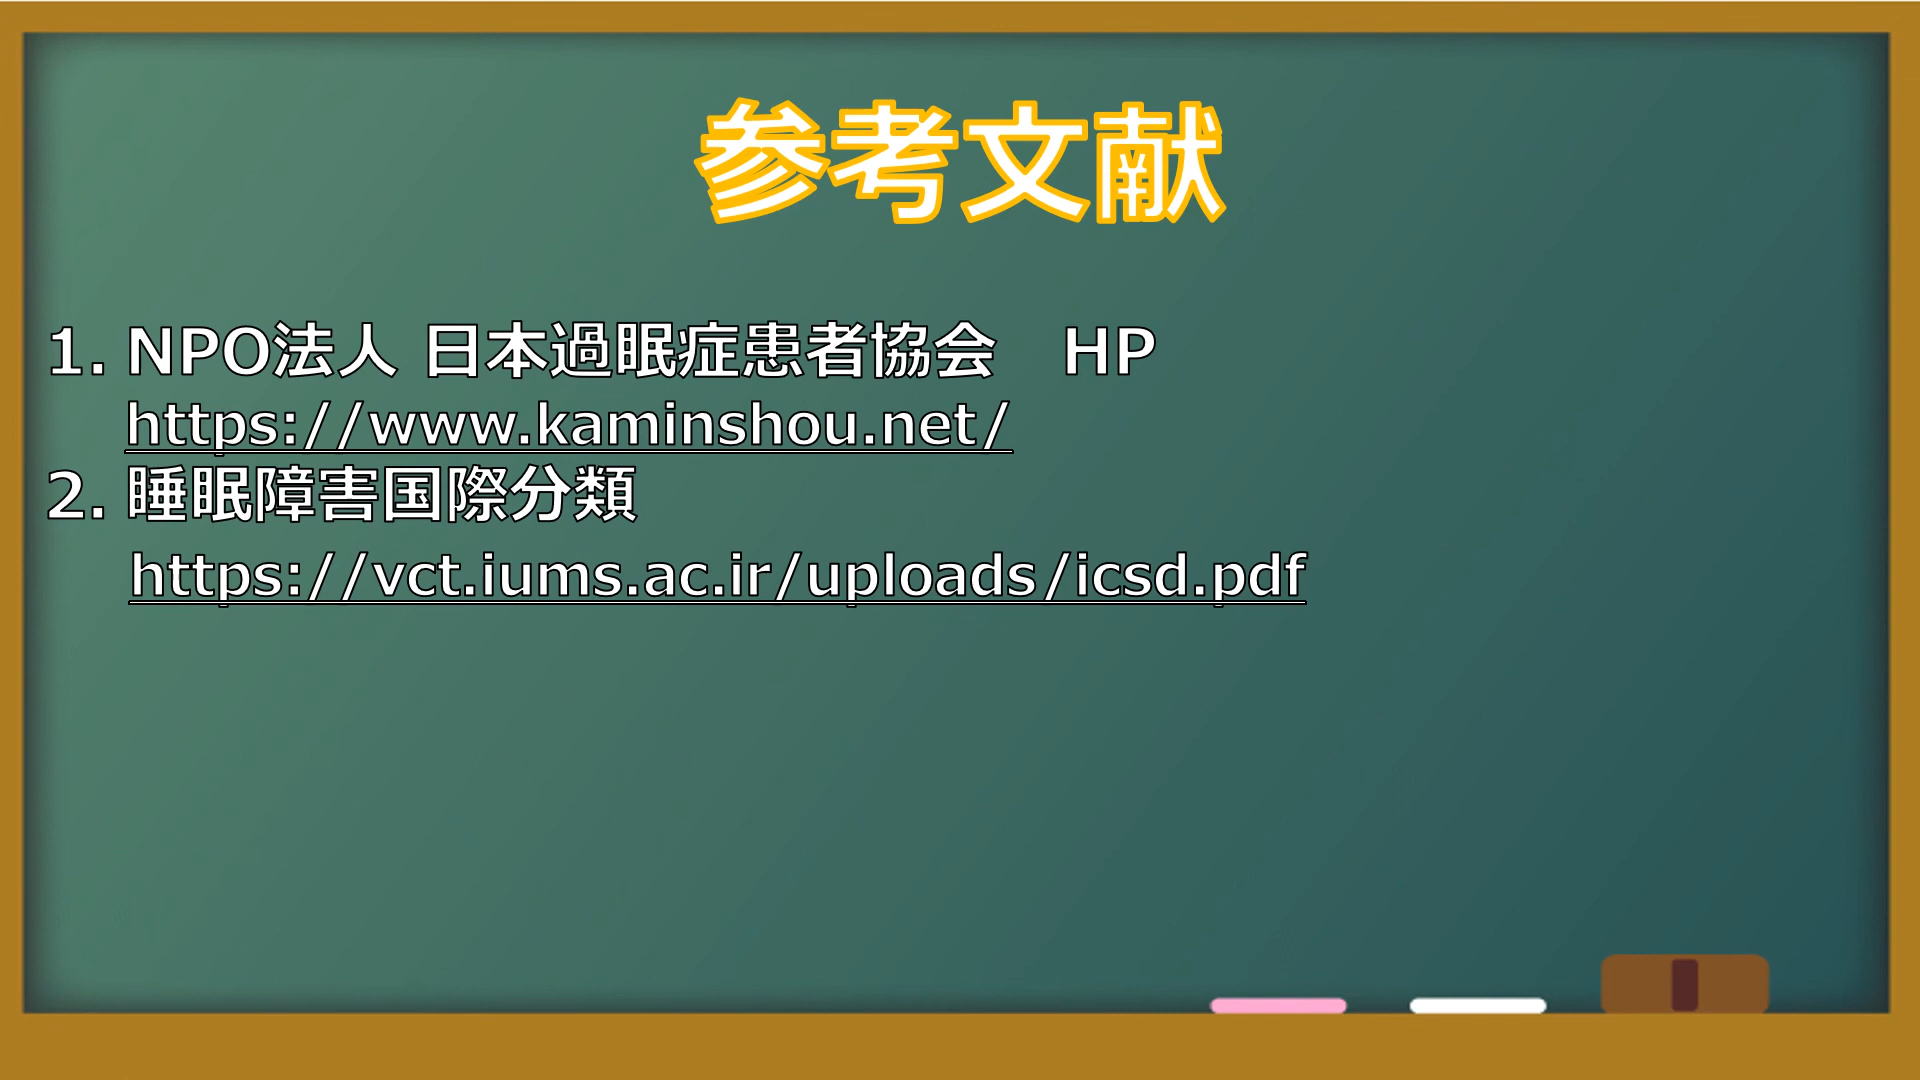 参考文献
1. NPO法人 日本過眠症患者協会　HP
https://www.kaminshou.net/
2. 睡眠障害国際分類
https://vct.iums.ac.ir/uploads/icsd.pdf